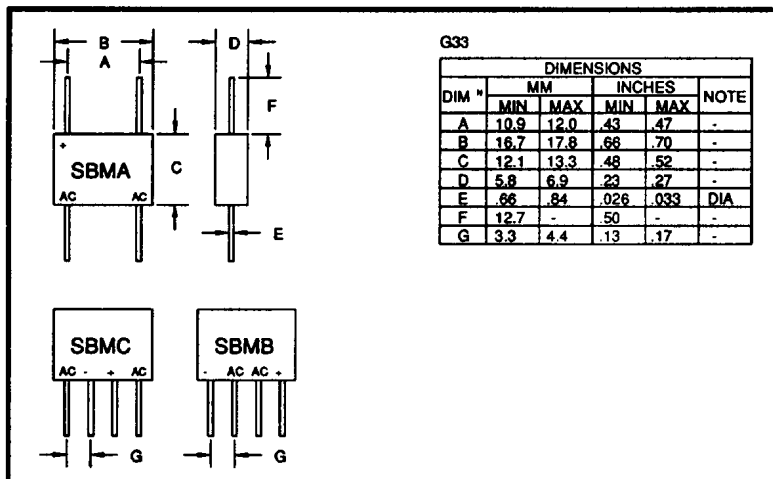 B
D
A
F
+
SBMA
C
AC AC
E
SBMC
AC - + AC
G
SBMB
- AC AC +
G
G33
DIMENSIONS
DIM MM INCHES NOTE
MIN MAX MIN MAX
A 10.9 12.0 .43 .47 -
B 16.7 17.8 .66 .70 -
C 12.1 13.3 .48 .52 -
D 5.8 6.9 .23 .27 -
E .66 .84 .026 .033 DIA
F 12.7 - .50 - -
G 3.3 4.4 .13 .17 -